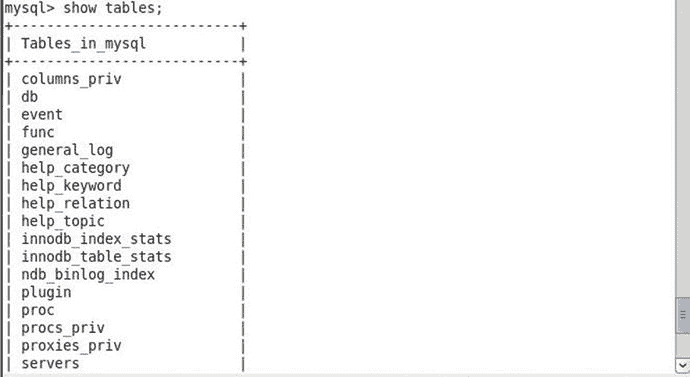 mysql> show tables;
+---------------------------+
| Tables_in_mysql           |
+---------------------------+
| columns_priv              |
| db                        |
| event                     |
| func                      |
| general_log               |
| help_category             |
| help_keyword              |
| help_relation             |
| help_topic                |
| innodb_index_stats        |
| innodb_table_stats        |
| ndb_binlog_index          |
| plugin                    |
| proc                      |
| procs_priv                |
| proxies_priv              |
| servers                   |